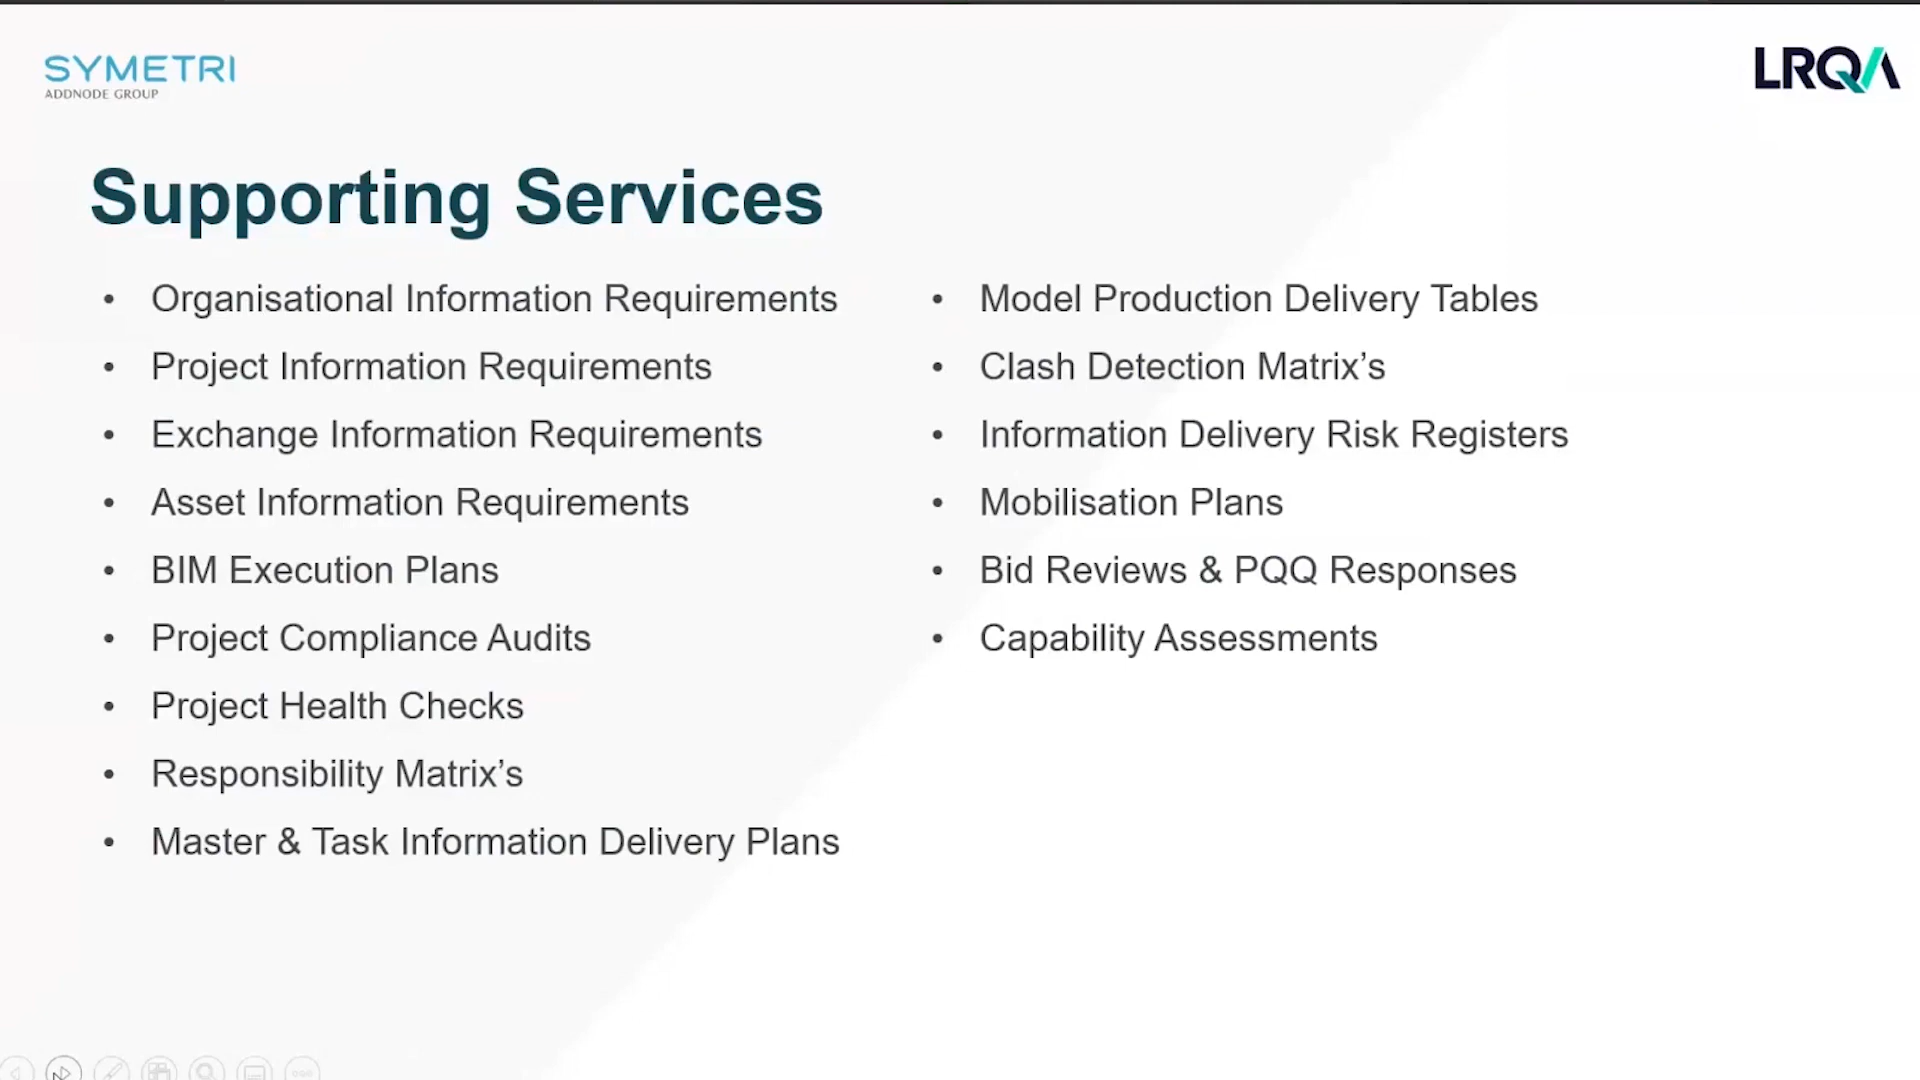 SYMETRI
ADDNODE GROUP
LRQA
Supporting Services
• Organisational Information Requirements
• Project Information Requirements
• Exchange Information Requirements
• Asset Information Requirements
• BIM Execution Plans
• Project Compliance Audits
• Project Health Checks
• Responsibility Matrix’s
• Master & Task Information Delivery Plans
• Model Production Delivery Tables
• Clash Detection Matrix’s
• Information Delivery Risk Registers
• Mobilisation Plans
• Bid Reviews & PQQ Responses
• Capability Assessments